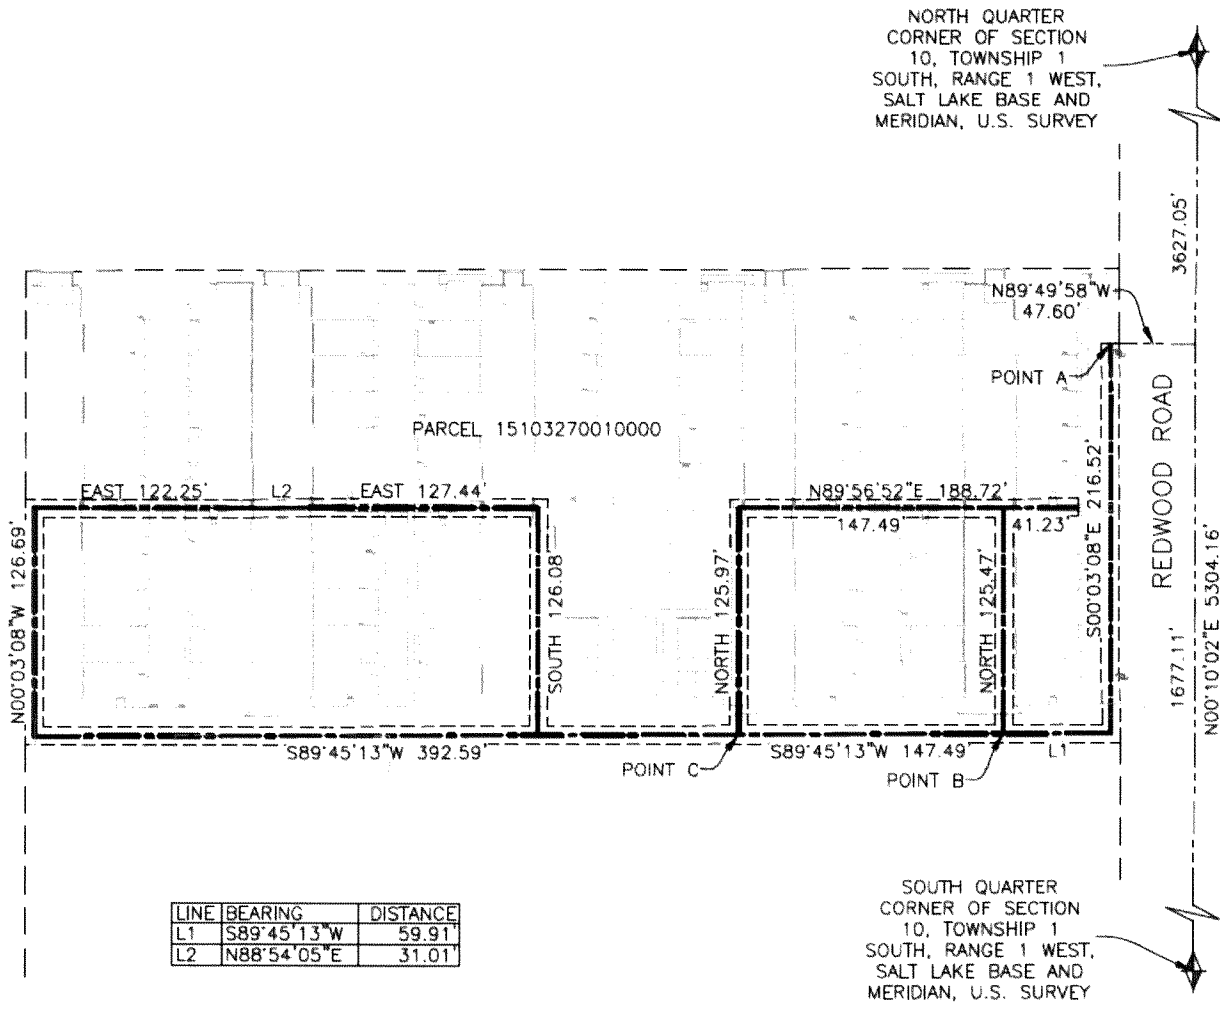 NORTH QUARTER
CORNER OF SECTION
10, TOWNSHIP 1
SOUTH, RANGE 1 WEST,
SALT LAKE BASE AND
MERIDIAN, U.S. SURVEY
3627.05'
N89°49'58"W
47.60'
POINT A
REDWOOD ROAD
PARCEL 15103270010000
S00°03'08"E 216.52'
EAST 122.25'
L2
EAST 127.44'
N89°56'52"E 188.72'
147.49'
41.23'
N00°03'08"W 126.69'
SOUTH 126.08'
NORTH 125.97'
NORTH 125.47'
1677.11'
N00°10'02"E 5304.16'
S89°45'13"W 392.59'
POINT C
S89°45'13"W 147.49'
POINT B
L1
LINE BEARING DISTANCE
L1 S89°45'13"W 59.91'
L2 N88°54'05"E 31.01'
SOUTH QUARTER
CORNER OF SECTION
10, TOWNSHIP 1
SOUTH, RANGE 1 WEST,
SALT LAKE BASE AND
MERIDIAN, U.S. SURVEY